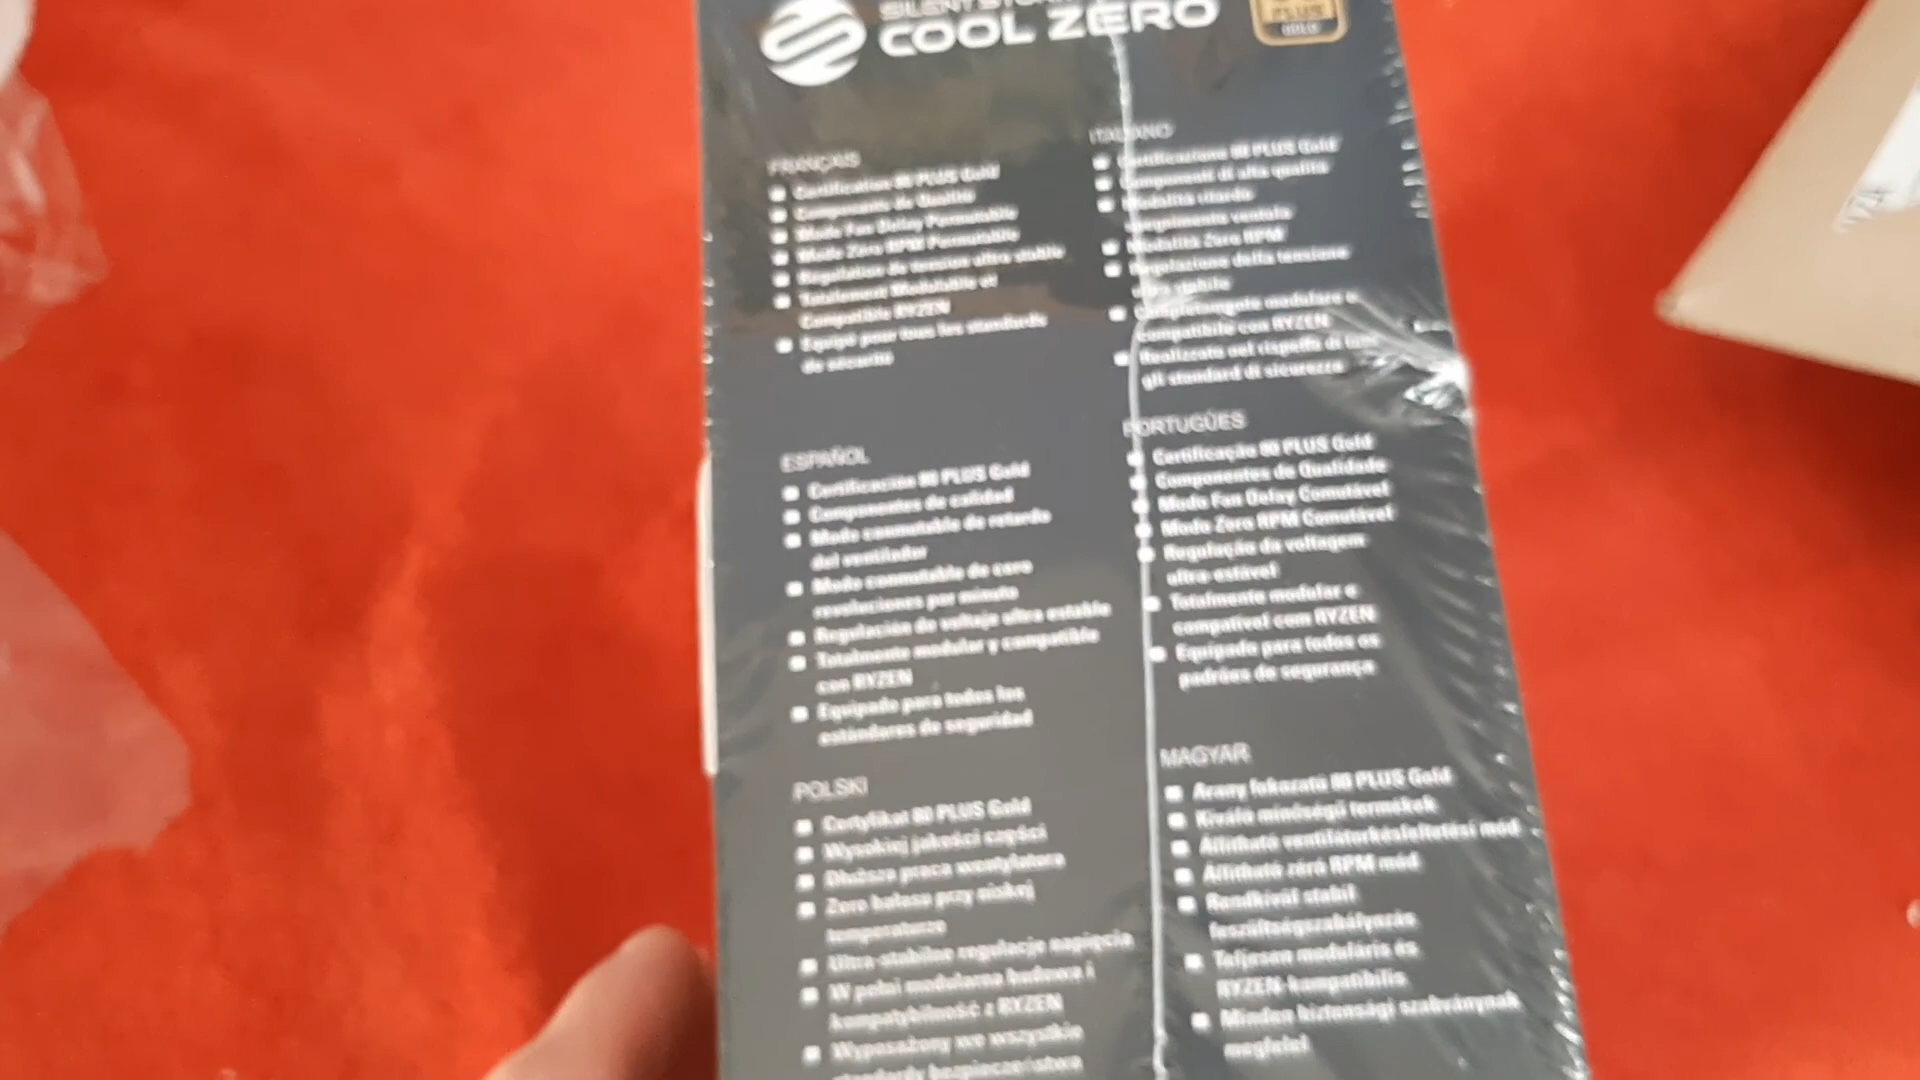 COOL ZERO
PLUS
GOLD
FRANÇAIS
Certification 80 PLUS Gold
Composants de Qualité
Mode Fan Delay Permutable
Mode Zero RPM Permutable
Regulation de tension ultra stable
Totalement Modulable et
Compatible RYZEN
Equipé pour tous les standards
de sécurité
ESPAÑOL
Certificación 80 PLUS Gold
Componentes de calidad
Modo conmutable de retardo
del ventilador
Modo conmutable de cero
revoluciones por minuto
Regulación de voltaje ultra estable
Totalmente modular y compatible
con RYZEN
Equipado para todos los
estándares de seguridad
POLSKI
Certyfikat 80 PLUS Gold
Wysokiej jakości części
Dłuższa praca wentylatora
Zero hałasu przy niskej
temperaturze
Ultra-stabilne regulacje napięcia
W pełni modularna budowa i
kompatybilność z RYZEN
Wyposażony we wszystkie
standardy bezpieczeństwa
ITALIANO
Certificazione 80 PLUS Gold
Componenti di alta qualità
Modalità ritardo
spegnimento ventola
Modalità Zero RPM
Regolazione della tensione
ultra stabile
Completamente modulare e
compatibile con RYZEN
Realizzato nel rispetto di
gli standard di sicurezza
PORTUGÜES
Certificação 80 PLUS Gold
Componentes de Qualidade
Modo Fan Delay Comutável
Modo Zero RPM Comutável
Regulação da voltagem
ultra-estável
Totalmente modular e
compatível com RYZEN
Equipado para todos os
padrões de segurança
MAGYAR
Arany fokozatú 80 PLUS Gold
Kiváló minőségű termékek
Állítható ventilátorkésleltetési mód
Állítható zéró RPM mód
Rendkívül stabil
feszültségszabályozás
Teljesen moduláris és
RYZEN-kompatibilis
Minden biztonsági szabványnak
megfelel